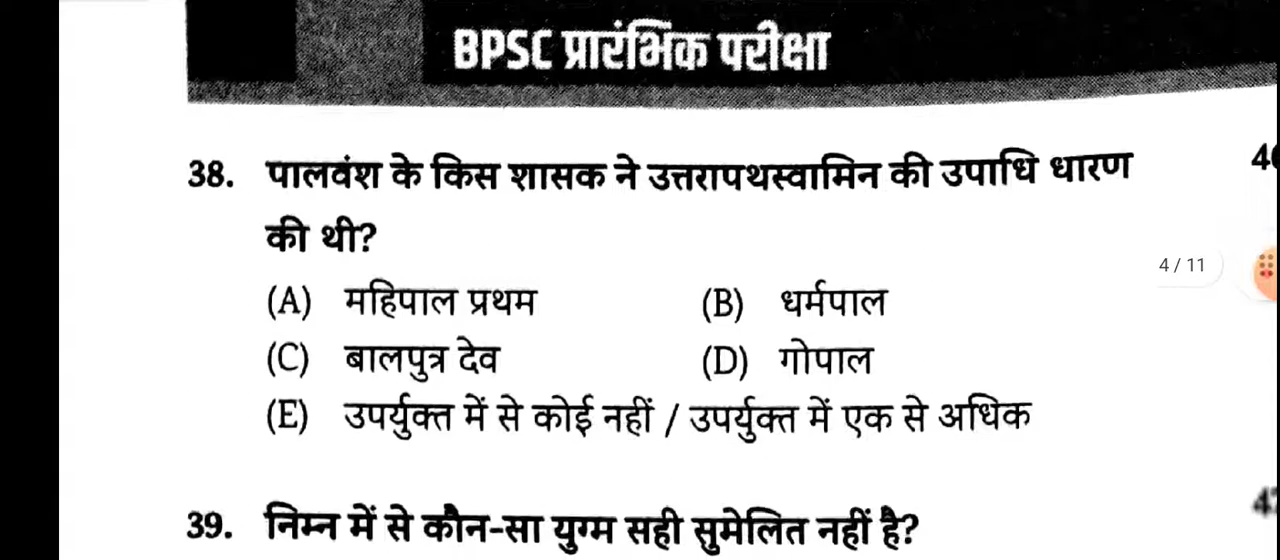 BPSC प्रारंभिक परीक्षा
38. पालवंश के किस शासक ने उत्तरापथस्वामिन की उपाधि धारण
की थी?
4 / 11
(A) महिपाल प्रथम (B) धर्मपाल
(C) बालपुत्र देव (D) गोपाल
(E) उपर्युक्त में से कोई नहीं / उपर्युक्त में एक से अधिक
39. निम्न में से कौन-सा युग्म सही सुमेलित नहीं है?